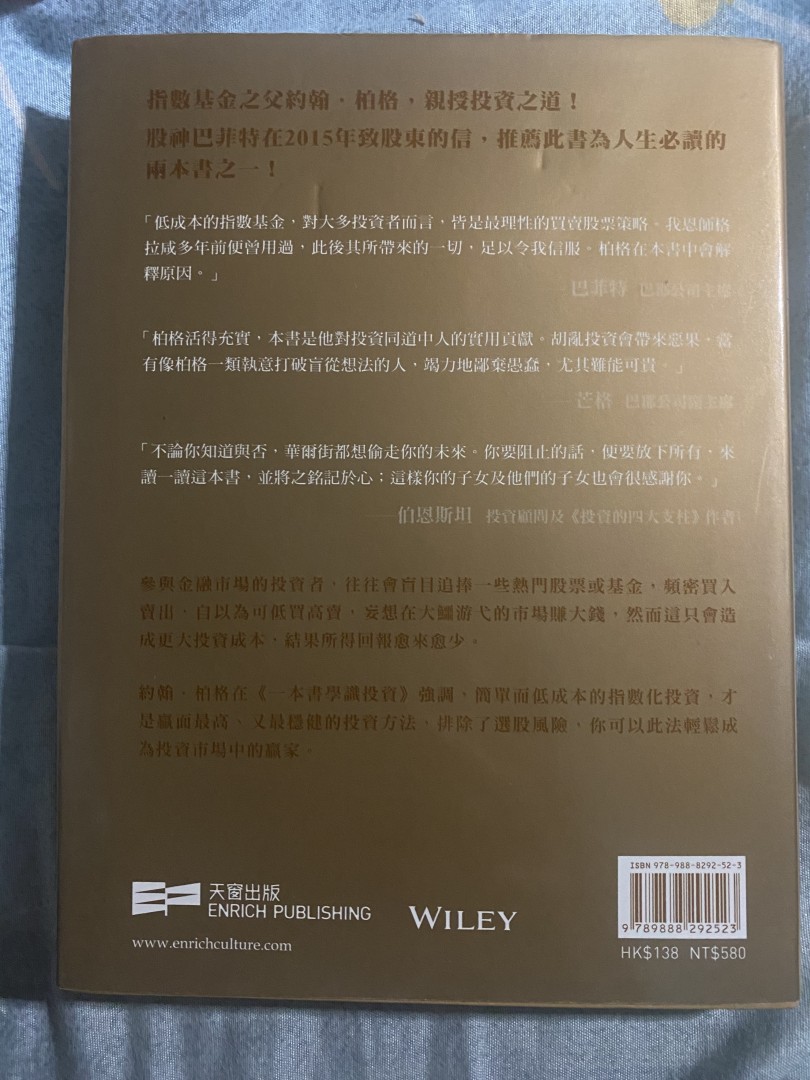 指數基金之父約翰．柏格，親授投資之道！
股神巴菲特在2015年致股東的信，推薦此書為人生必讀的
兩本書之一！
「低成本的指數基金，對大多投資者而言，皆是最理性的買賣股票策略。我恩師格
拉咸多年前便曾用過，此後其所帶來的一切，足以令我信服。柏格在本書中會解
釋原因。」
——巴菲特 巴郡公司主席
「柏格活得充實，本書是他對投資同道中人的實用貢獻。胡亂投資會帶來惡果，當
有像柏格一類執意打破盲從想法的人，竭力地鄙棄愚蠢，尤其難能可貴。」
——芒格 巴郡公司副主席
「不論你知道與否，華爾街都想偷走你的未來。你要阻止的話，便要放下所有，來
讀一讀這本書，並將之銘記於心；這樣你的子女及他們的子女也會很感謝你。」
——伯恩斯坦 投資顧問及《投資的四大支柱》作者
參與金融市場的投資者，往往會盲目追捧一些熱門股票或基金，頻密買入
賣出，自以為可低買高賣，妄想在大鱷游弋的市場賺大錢，然而這只會造
成更大投資成本，結果所得回報愈來愈少。
約翰．柏格在《一本書學識投資》強調，簡單而低成本的指數化投資，才
是贏面最高、又最穩健的投資方法，排除了選股風險，你可以此法輕鬆成
為投資市場中的贏家。
天窗出版
ENRICH PUBLISHING
WILEY
www.enrichculture.com
ISBN 978-988-8292-52-3
9 789888 292523
HK$138 NT$580